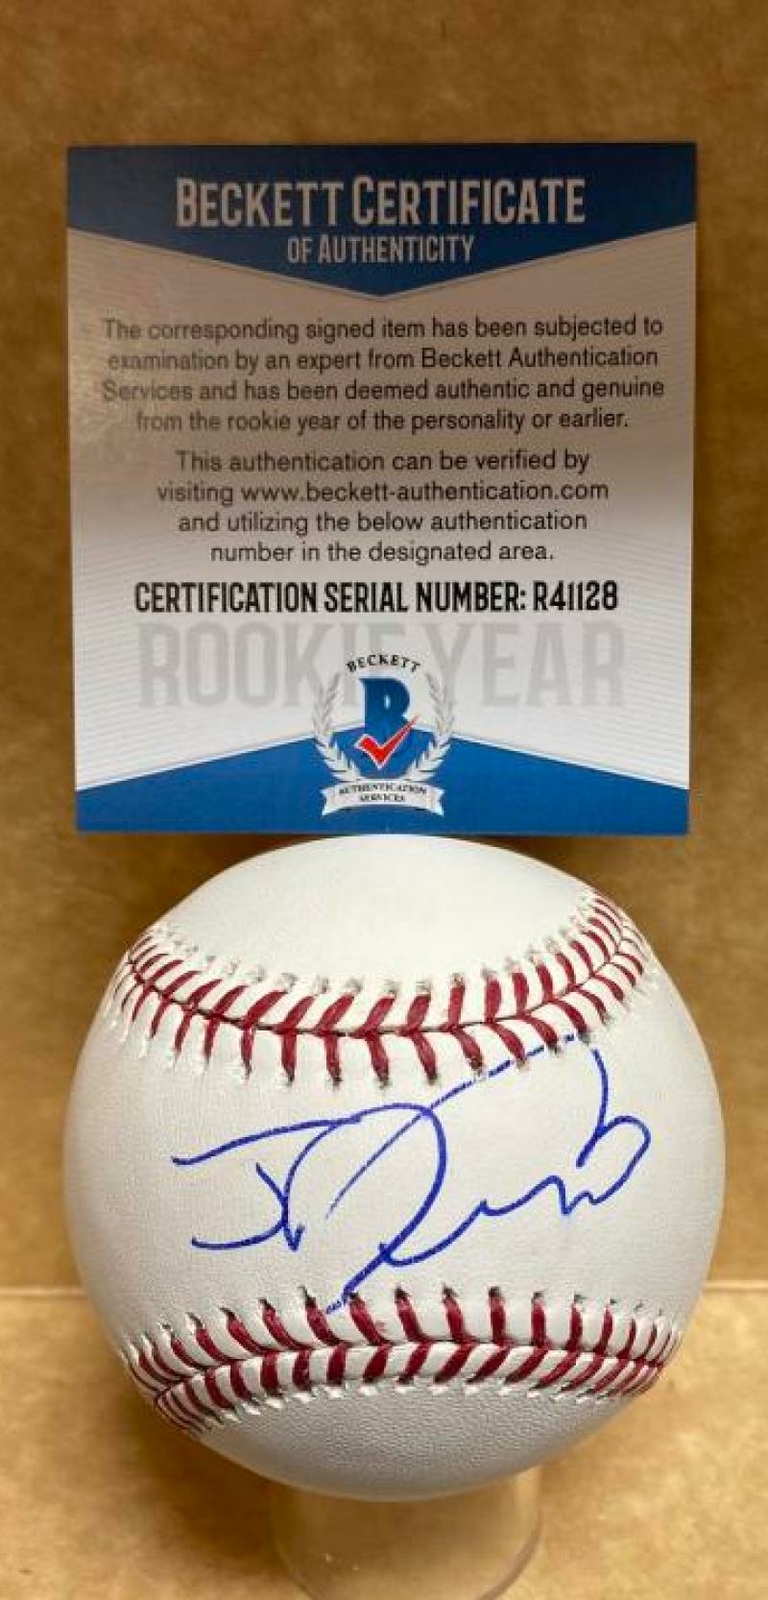 BECKETT CERTIFICATE
OF AUTHENTICITY
The corresponding signed item has been subjected to
examination by an expert from Beckett Authentication
Services and has been deemed authentic and genuine
from the rookie year of the personality or earlier.
This authentication can be verified by
visiting www.beckett-authentication.com
and utilizing the below authentication
number in the designated area.
CERTIFICATION SERIAL NUMBER: R41128
ROOKIE YEAR
BECKETT
B
AUTHENTICATION
SERVICES